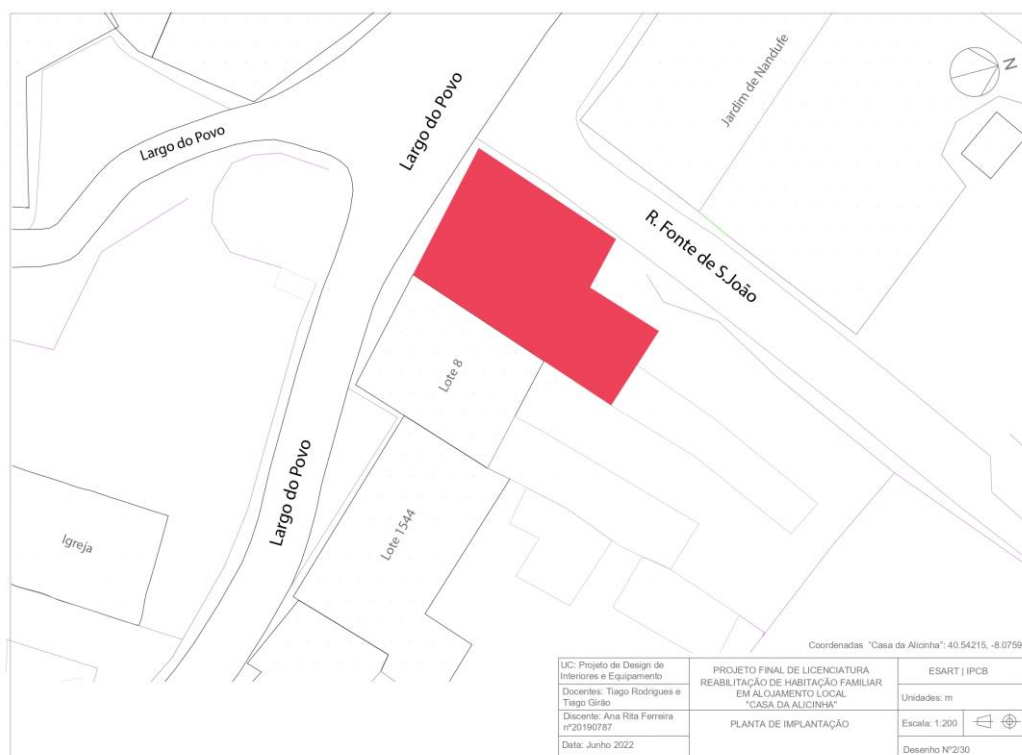 Largo do Povo
Largo do Povo
Jardim de Nandufe
N
R. Fonte de S.João
Lote 8
Largo do Povo
Lote 1544
Igreja
Coordenadas "Casa da Alicinha": 40.54215, -8.0759
UC: Projeto de Design de
Interiores e Equipamento
Docentes: Tiago Rodrigues e
Tiago Girão
Discente: Ana Rita Ferreira
nº20190787
Data: Junho 2022
PROJETO FINAL DE LICENCIATURA
REABILITAÇÃO DE HABITAÇÃO FAMILIAR
EM ALOJAMENTO LOCAL
"CASA DA ALICINHA"
PLANTA DE IMPLANTAÇÃO
ESART | IPCB
Unidades: m
Escala: 1:200
Desenho Nº2/30